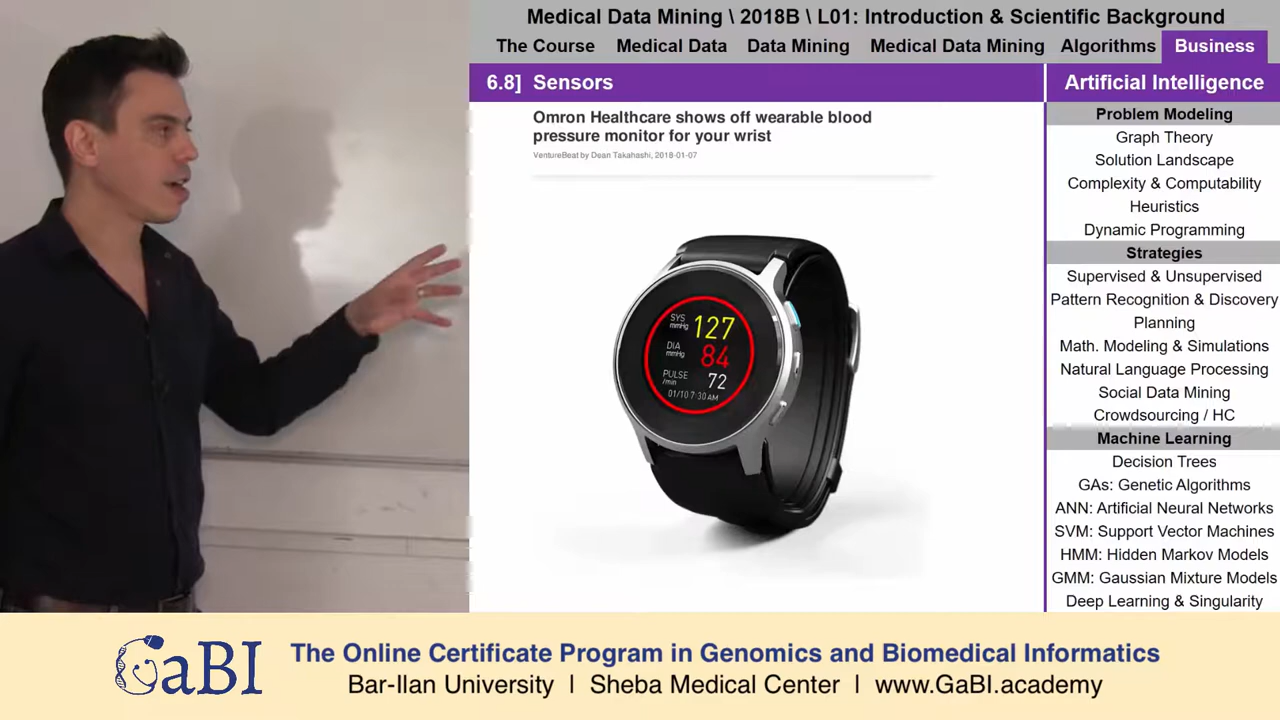 Medical Data Mining \ 2018B \ L01: Introduction & Scientific Background
The Course Medical Data Data Mining Medical Data Mining Algorithms Business
6.8] Sensors
Omron Healthcare shows off wearable blood
pressure monitor for your wrist
VentureBeat by Dean Takahashi, 2018-01-07
SYS
mmHg 127
DIA
mmHg 84
PULSE
/min 72
01/10 7:30 AM
Artificial Intelligence
Problem Modeling
Graph Theory
Solution Landscape
Complexity & Computability
Heuristics
Dynamic Programming
Strategies
Supervised & Unsupervised
Pattern Recognition & Discovery
Planning
Math. Modeling & Simulations
Natural Language Processing
Social Data Mining
Crowdsourcing / HC
Machine Learning
Decision Trees
GAs: Genetic Algorithms
ANN: Artificial Neural Networks
SVM: Support Vector Machines
HMM: Hidden Markov Models
GMM: Gaussian Mixture Models
Deep Learning & Singularity
GaBI
The Online Certificate Program in Genomics and Biomedical Informatics
Bar-Ilan University | Sheba Medical Center | www.GaBI.academy